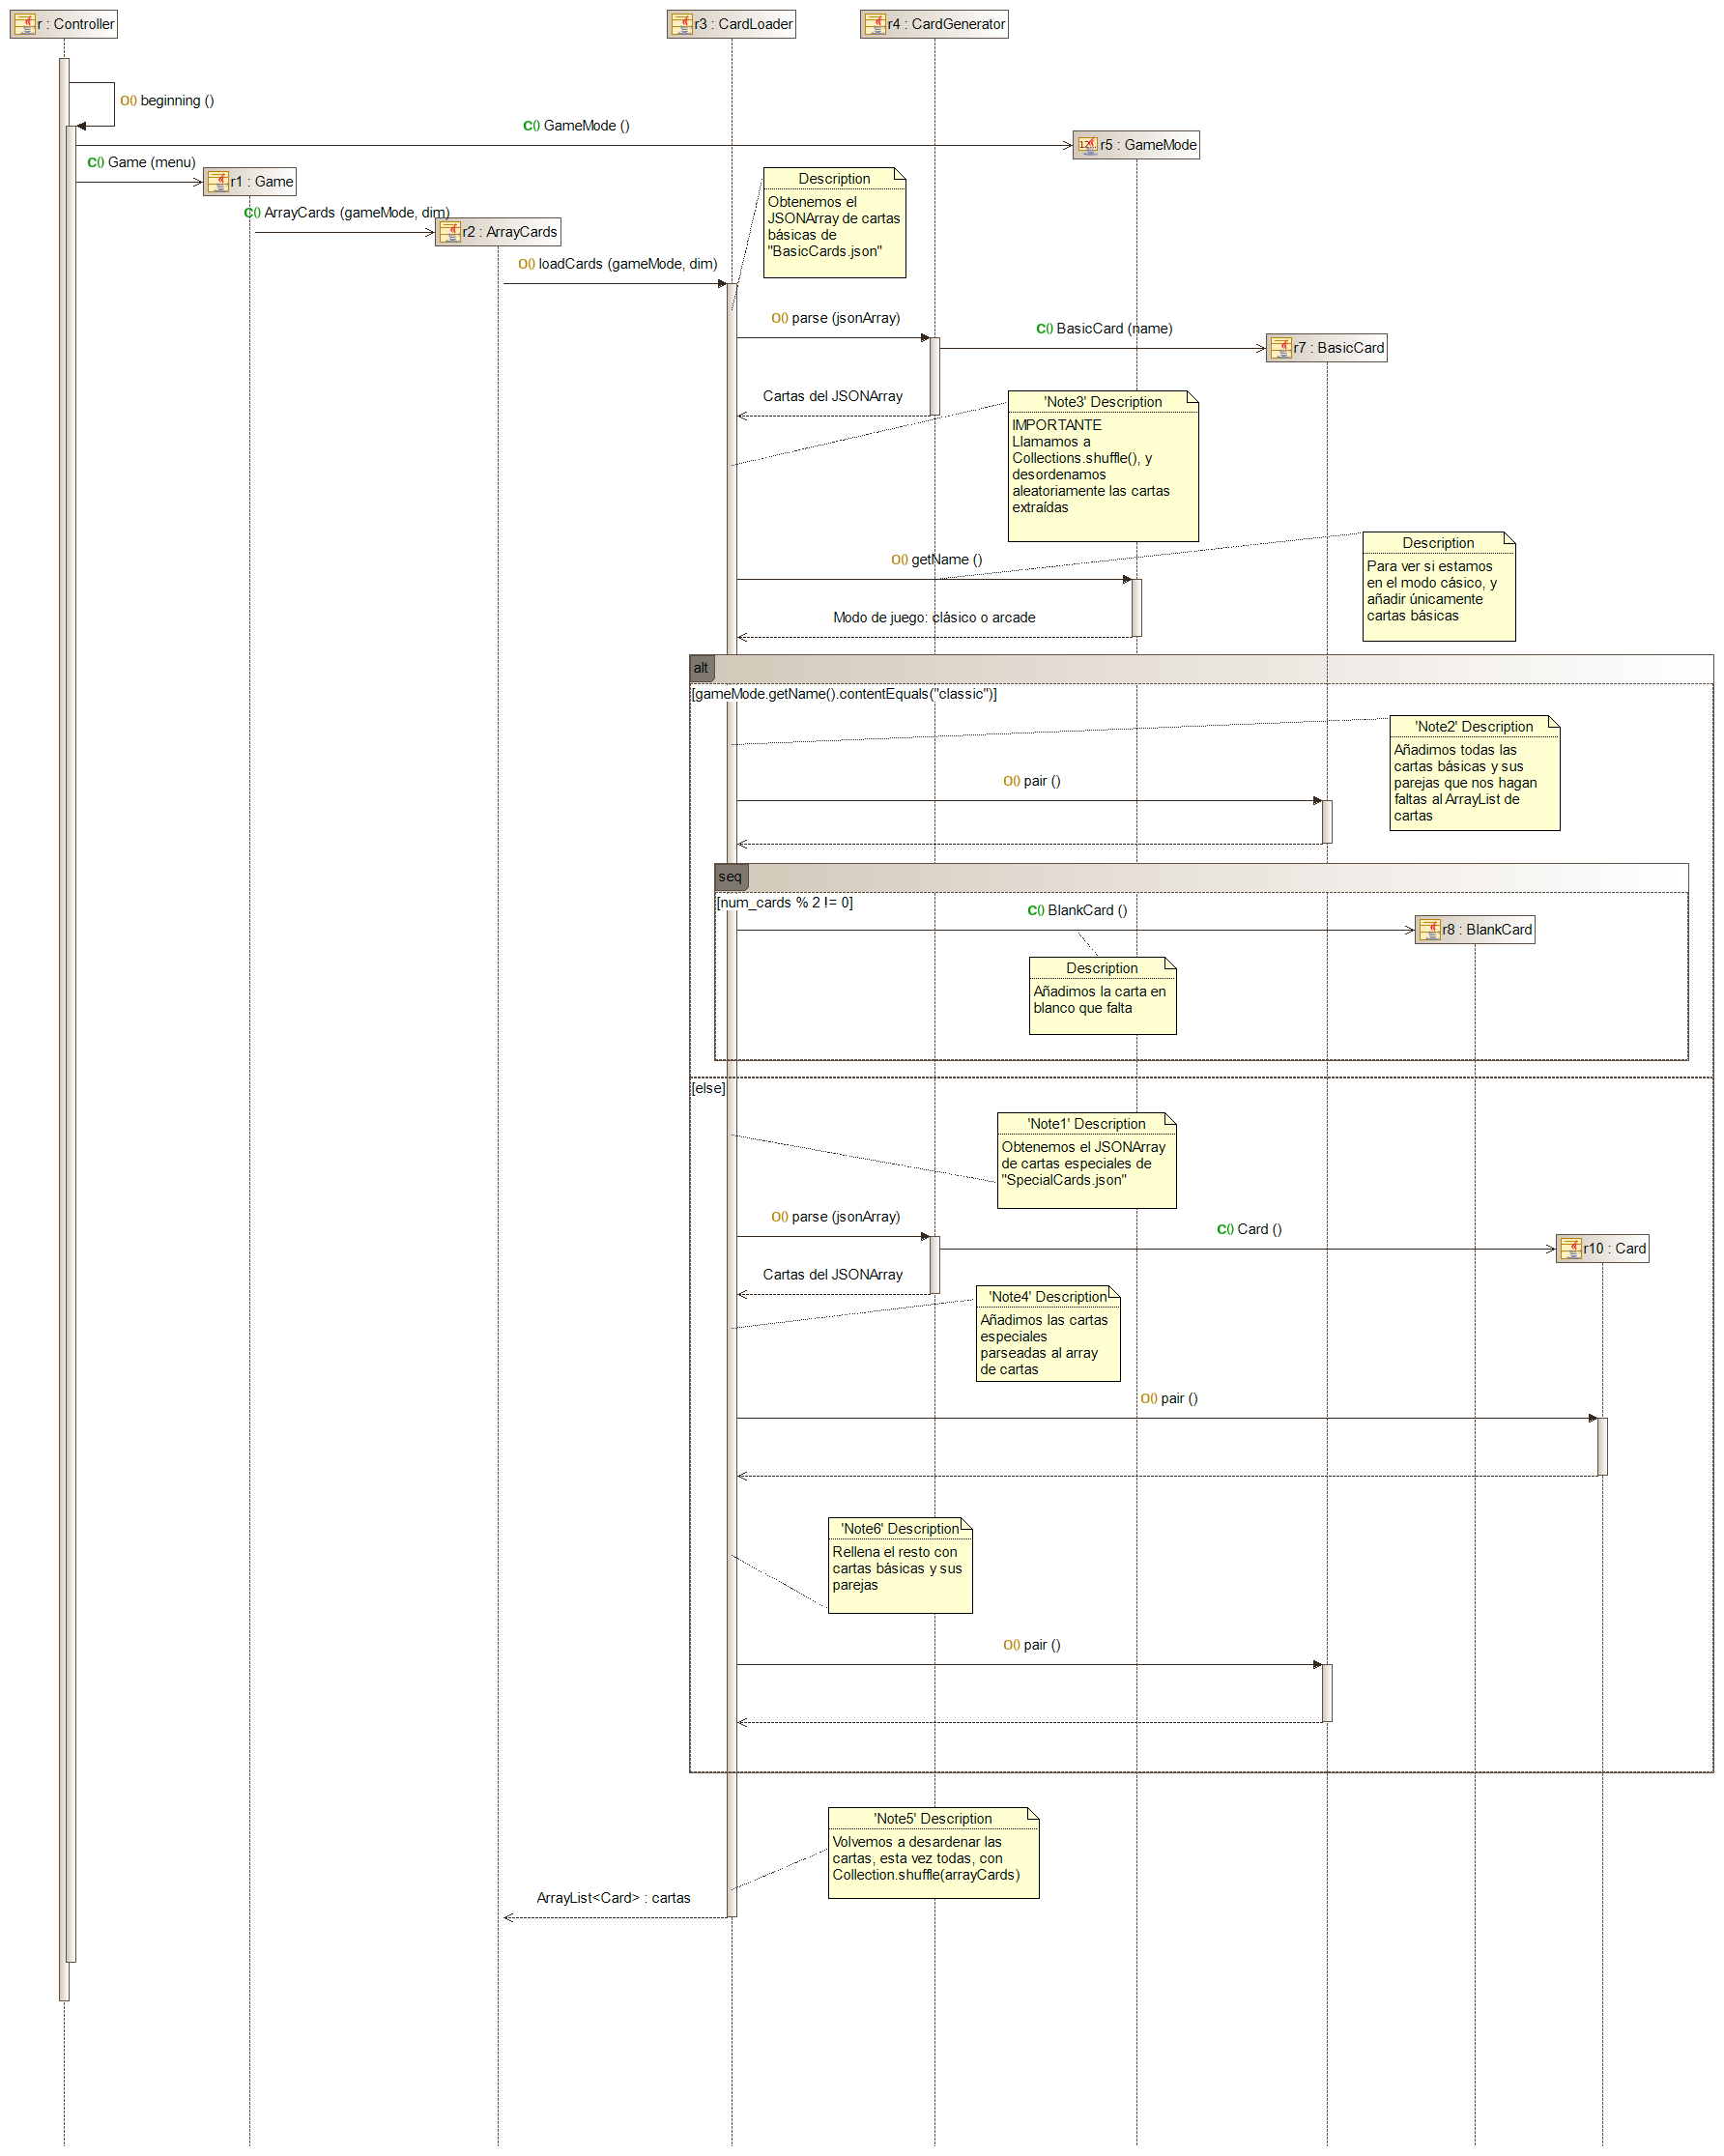 r : Controller
r3 : CardLoader
r4 : CardGenerator
O() beginning ()
C() GameMode ()
r5 : GameMode
C() Game (menu)
r1 : Game
Description
Obtenemos el
JSONArray de cartas
básicas de
"BasicCards.json"
C() ArrayCards (gameMode, dim)
r2 : ArrayCards
O() loadCards (gameMode, dim)
O() parse (jsonArray)
C() BasicCard (name)
r7 : BasicCard
Cartas del JSONArray
'Note3' Description
IMPORTANTE
Llamamos a
Collections.shuffle(), y
desordenamos
aleatoriamente las cartas
extraídas
O() getName ()
Description
Para ver si estamos
en el modo cásico, y
añadir únicamente
cartas básicas
Modo de juego: clásico o arcade
alt
[gameMode.getName().contentEquals("classic")]
'Note2' Description
Añadimos todas las
cartas básicas y sus
parejas que nos hagan
faltas al ArrayList de
cartas
O() pair ()
seq
[num_cards % 2 != 0]
C() BlankCard ()
r8 : BlankCard
Description
Añadimos la carta en
blanco que falta
[else]
'Note1' Description
Obtenemos el JSONArray
de cartas especiales de
"SpecialCards.json"
O() parse (jsonArray)
C() Card ()
r10 : Card
Cartas del JSONArray
'Note4' Description
Añadimos las cartas
especiales
parseadas al array
de cartas
O() pair ()
'Note6' Description
Rellena el resto con
cartas básicas y sus
parejas
O() pair ()
'Note5' Description
Volvemos a desardenar las
cartas, esta vez todas, con
Collection.shuffle(arrayCards)
ArrayList<Card> : cartas